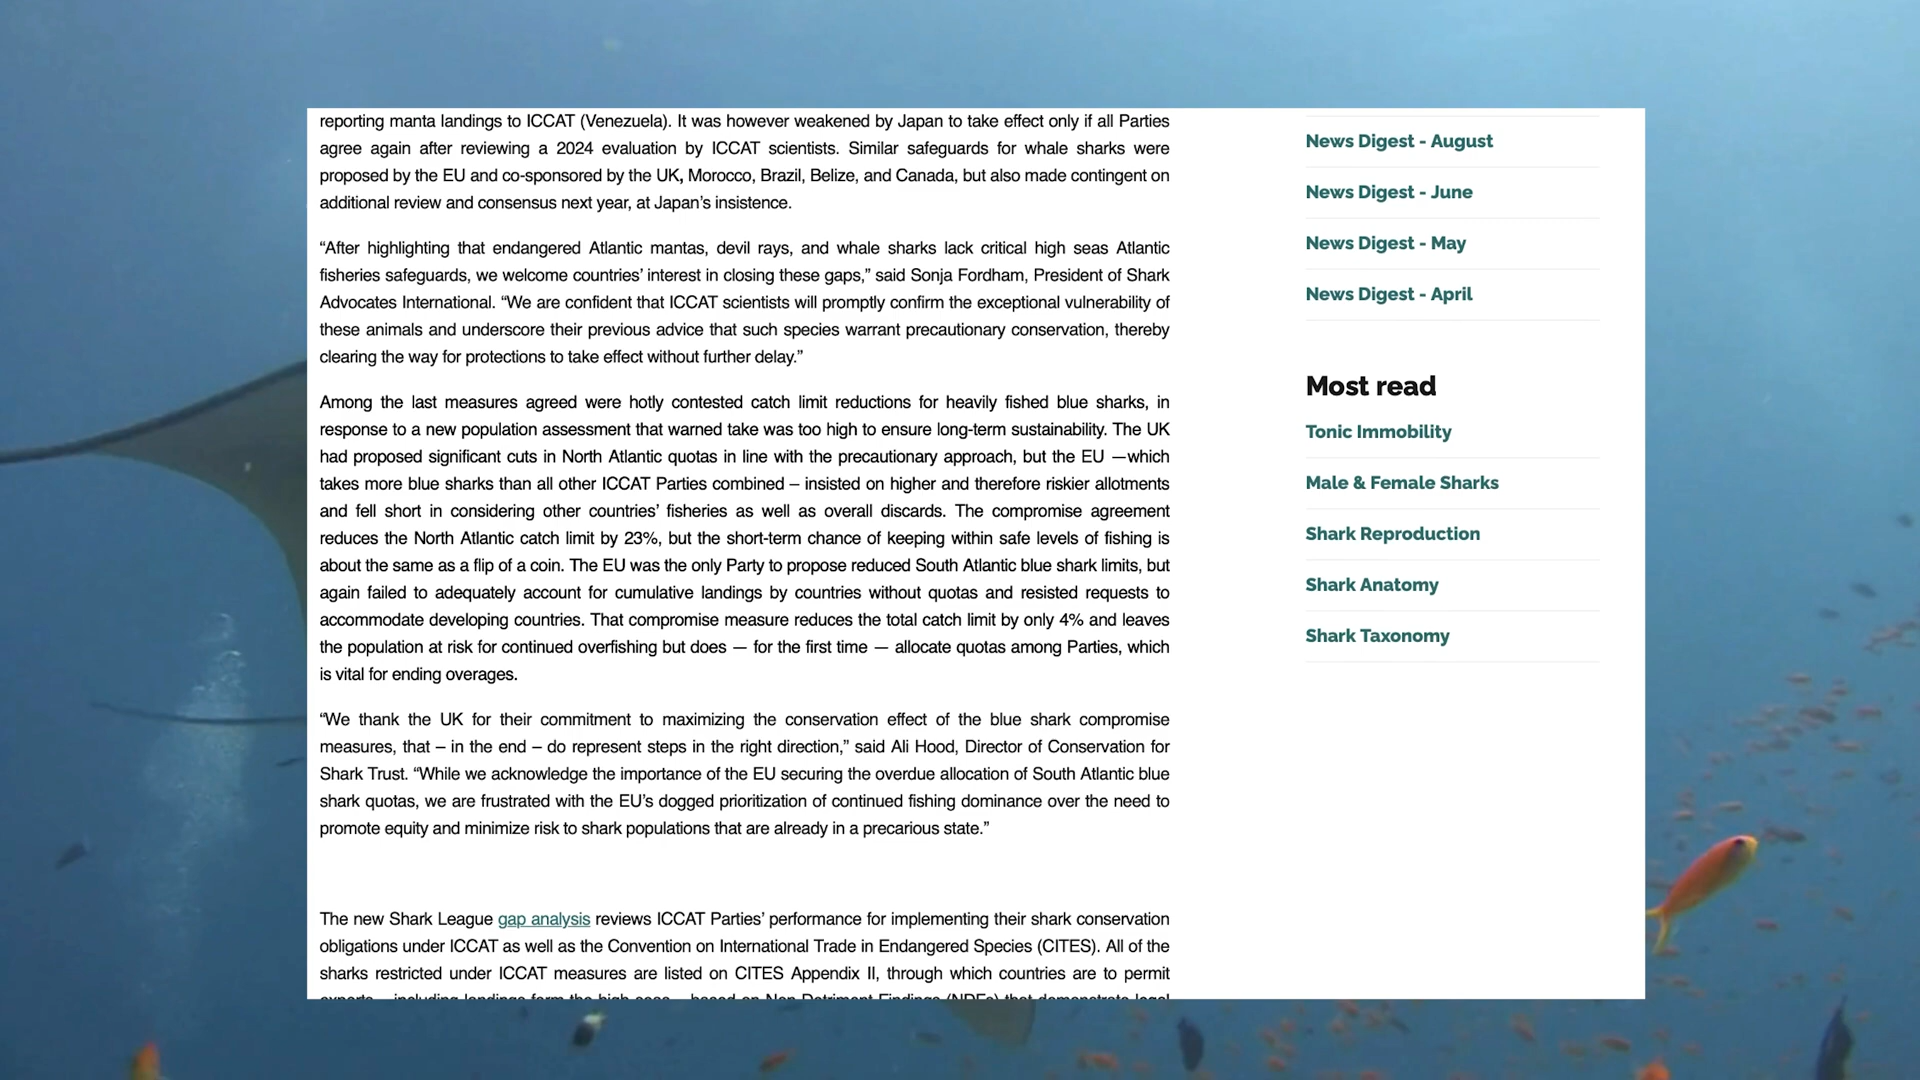 reporting manta landings to ICCAT (Venezuela). It was however weakened by Japan to take effect only if all Parties
agree again after reviewing a 2024 evaluation by ICCAT scientists. Similar safeguards for whale sharks were
proposed by the EU and co-sponsored by the UK, Morocco, Brazil, Belize, and Canada, but also made contingent on
additional review and consensus next year, at Japan’s insistence.
“After highlighting that endangered Atlantic mantas, devil rays, and whale sharks lack critical high seas Atlantic
fisheries safeguards, we welcome countries’ interest in closing these gaps,” said Sonja Fordham, President of Shark
Advocates International. “We are confident that ICCAT scientists will promptly confirm the exceptional vulnerability of
these animals and underscore their previous advice that such species warrant precautionary conservation, thereby
clearing the way for protections to take effect without further delay.”
Among the last measures agreed were hotly contested catch limit reductions for heavily fished blue sharks, in
response to a new population assessment that warned take was too high to ensure long-term sustainability. The UK
had proposed significant cuts in North Atlantic quotas in line with the precautionary approach, but the EU —which
takes more blue sharks than all other ICCAT Parties combined – insisted on higher and therefore riskier allotments
and fell short in considering other countries’ fisheries as well as overall discards. The compromise agreement
reduces the North Atlantic catch limit by 23%, but the short-term chance of keeping within safe levels of fishing is
about the same as a flip of a coin. The EU was the only Party to propose reduced South Atlantic blue shark limits, but
again failed to adequately account for cumulative landings by countries without quotas and resisted requests to
accommodate developing countries. That compromise measure reduces the total catch limit by only 4% and leaves
the population at risk for continued overfishing but does — for the first time — allocate quotas among Parties, which
is vital for ending overages.
“We thank the UK for their commitment to maximizing the conservation effect of the blue shark compromise
measures, that – in the end – do represent steps in the right direction,” said Ali Hood, Director of Conservation for
Shark Trust. “While we acknowledge the importance of the EU securing the overdue allocation of South Atlantic blue
shark quotas, we are frustrated with the EU’s dogged prioritization of continued fishing dominance over the need to
promote equity and minimize risk to shark populations that are already in a precarious state.”
The new Shark League gap analysis reviews ICCAT Parties’ performance for implementing their shark conservation
obligations under ICCAT as well as the Convention on International Trade in Endangered Species (CITES). All of the
sharks restricted under ICCAT measures are listed on CITES Appendix II, through which countries are to permit
exports – including landings form the high seas – based on Non Detriment Findings (NDFs) that demonstrate legal
News Digest - August
News Digest - June
News Digest - May
News Digest - April
Most read
Tonic Immobility
Male & Female Sharks
Shark Reproduction
Shark Anatomy
Shark Taxonomy